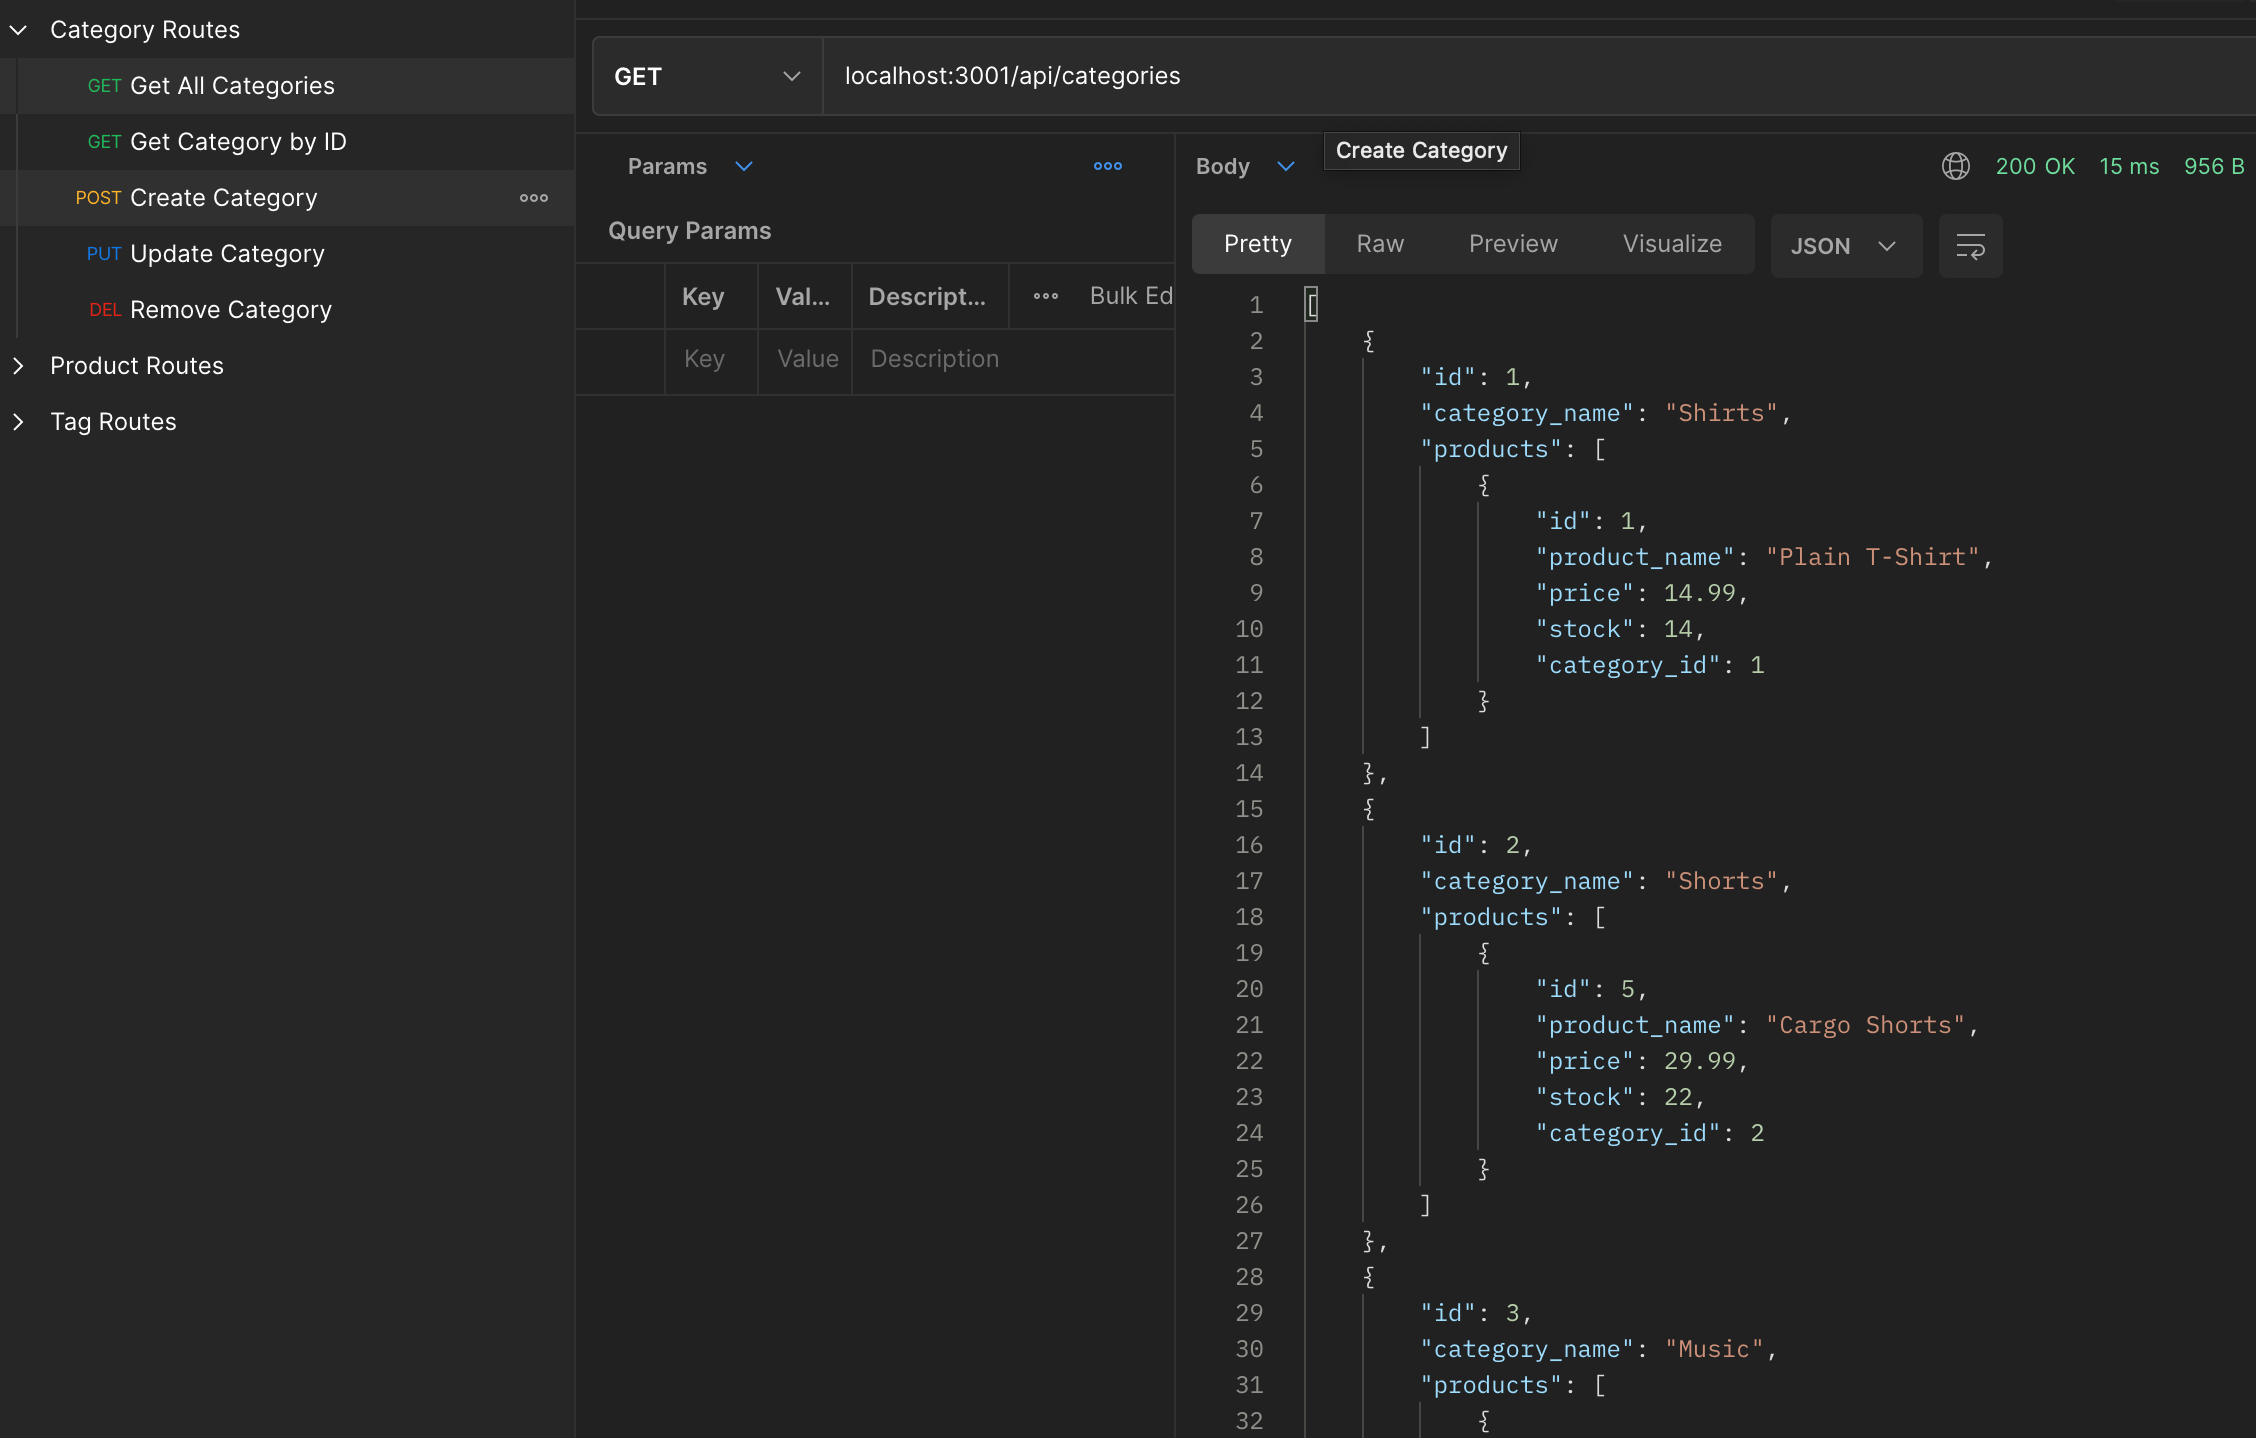 Category Routes
GET Get All Categories
GET Get Category by ID
POST Create Category
PUT Update Category
DEL Remove Category
Product Routes
Tag Routes
GET
localhost:3001/api/categories
Create Category
Params
Query Params
Key Val... Descript... Bulk Ed
Key Value Description
Body
200 OK 15 ms 956 B
Pretty Raw Preview Visualize JSON
1 [
2 {
3 "id": 1,
4 "category_name": "Shirts",
5 "products": [
6 {
7 "id": 1,
8 "product_name": "Plain T-Shirt",
9 "price": 14.99,
10 "stock": 14,
11 "category_id": 1
12 }
13 ]
14 },
15 {
16 "id": 2,
17 "category_name": "Shorts",
18 "products": [
19 {
20 "id": 5,
21 "product_name": "Cargo Shorts",
22 "price": 29.99,
23 "stock": 22,
24 "category_id": 2
25 }
26 ]
27 },
28 {
29 "id": 3,
30 "category_name": "Music",
31 "products": [
32 {